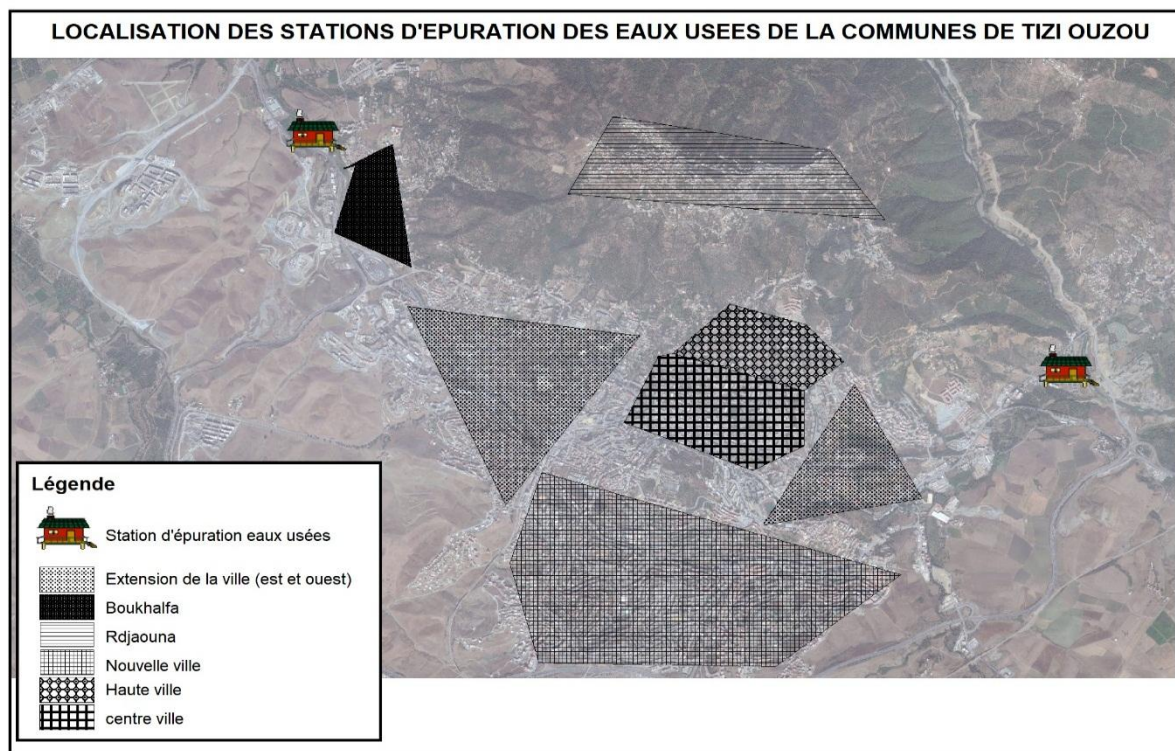 LOCALISATION DES STATIONS D'EPURATION DES EAUX USEES DE LA COMMUNES DE TIZI OUZOU
Légende
Station d'épuration eaux usées
Extension de la ville (est et ouest)
Boukhalfa
Rdjaouna
Nouvelle ville
Haute ville
centre ville